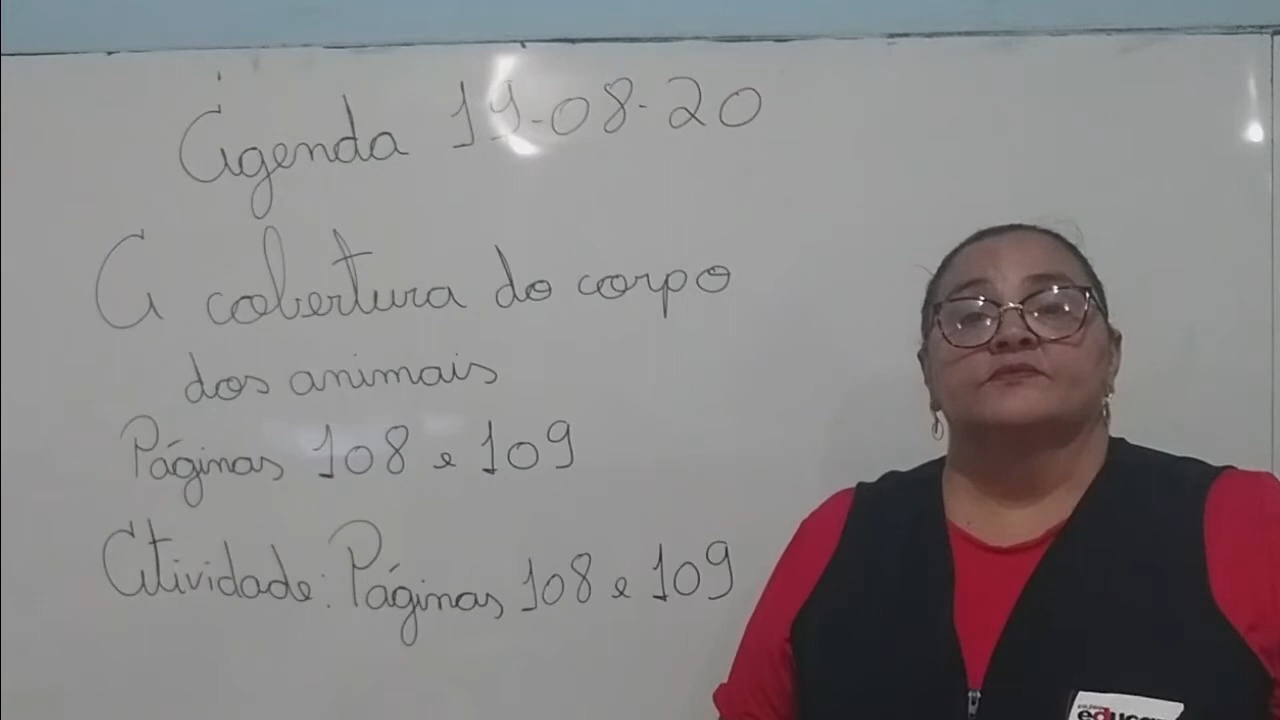 Agenda 19-08-20
A cobertura do corpo
dos animais
Páginas 108 e 109
Atividade: Páginas 108 e 109